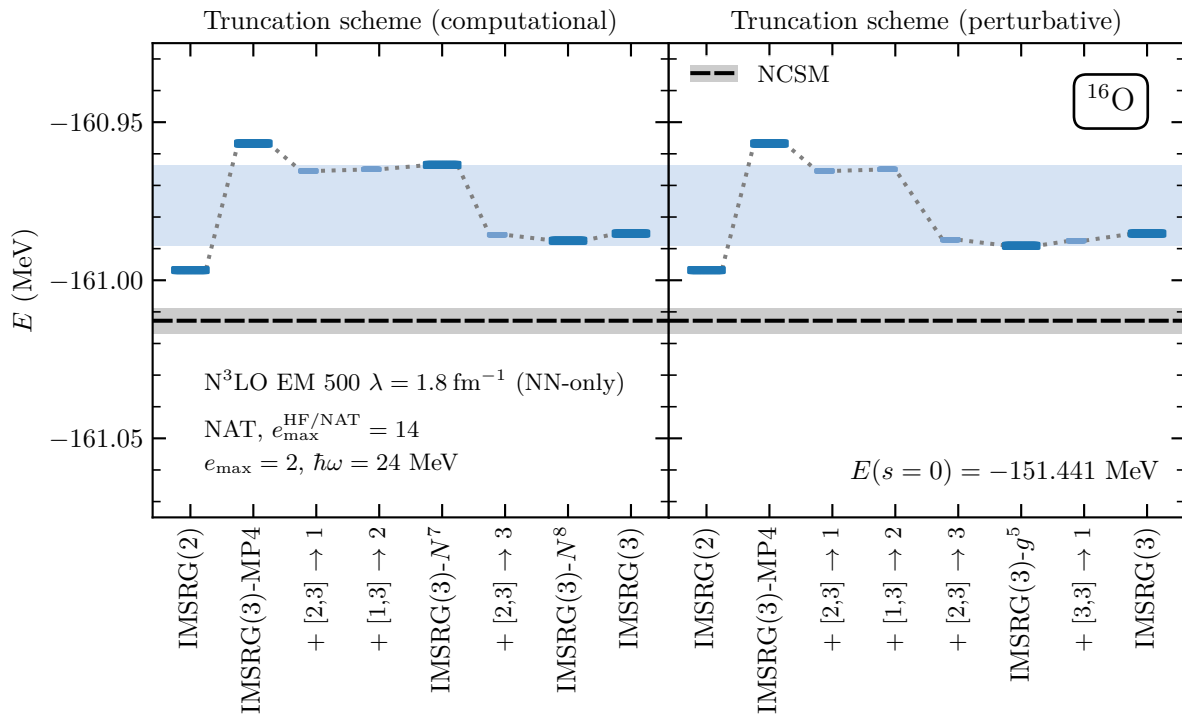 Truncation scheme (computational)
Truncation scheme (perturbative)
E (MeV)
−160.95
−161.00
−161.05
NCSM
¹⁶O
N³LO EM 500 λ = 1.8 fm⁻¹ (NN-only)
NAT, e_max^HF/NAT = 14
e_max = 2, ħω = 24 MeV
E(s = 0) = −151.441 MeV
IMSRG(2)
IMSRG(3)-MP4
+ [2,3] → 1
+ [1,3] → 2
IMSRG(3)-N⁷
+ [2,3] → 3
IMSRG(3)-N⁸
IMSRG(3)
IMSRG(2)
IMSRG(3)-MP4
+ [2,3] → 1
+ [1,3] → 2
+ [2,3] → 3
IMSRG(3)-g⁵
+ [3,3] → 1
IMSRG(3)